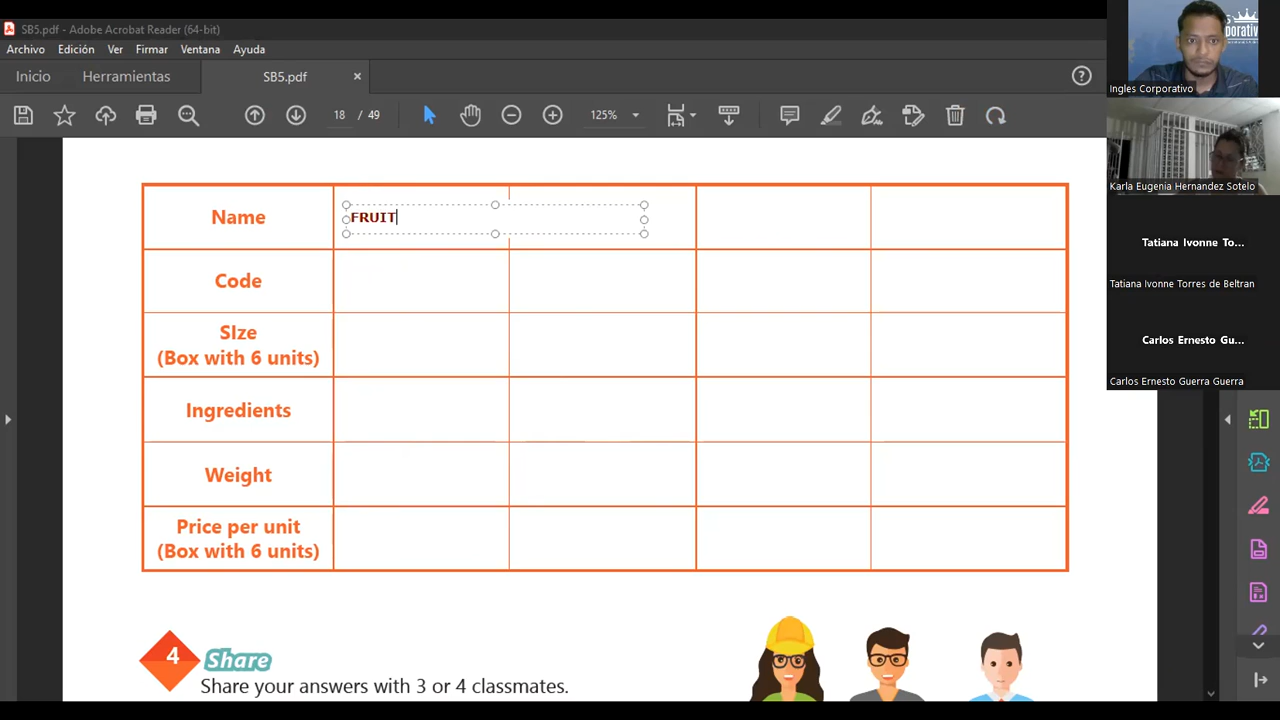 SB5.pdf - Adobe Acrobat Reader (64-bit)
Archivo Edición Ver Firmar Ventana Ayuda
Inicio Herramientas SB5.pdf ×
18 / 49 125%
Name FRUIT
Code
SIze
(Box with 6 units)
Ingredients
Weight
Price per unit
(Box with 6 units)
4 Share
Share your answers with 3 or 4 classmates.
Ingles Corporativo
Karla Eugenia Hernandez Sotelo
Tatiana Ivonne To...
Tatiana Ivonne Torres de Beltran
Carlos Ernesto Gu...
Carlos Ernesto Guerra Guerra